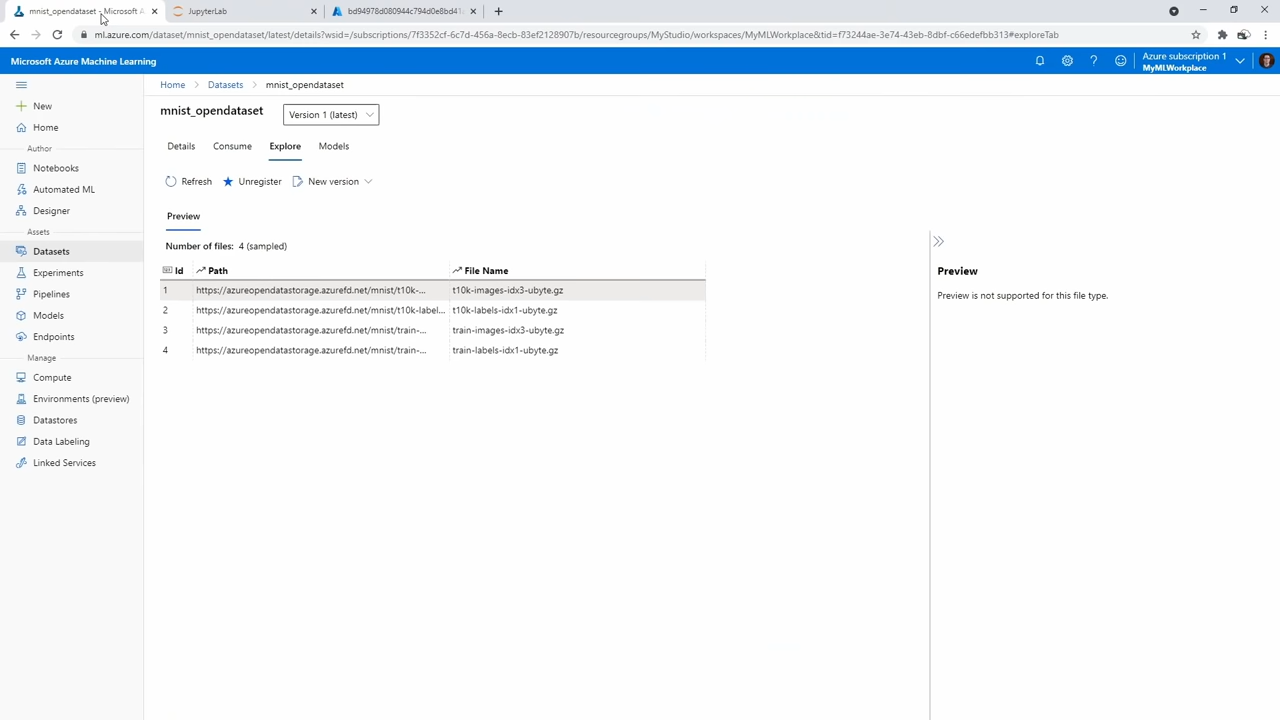 mnist_opendataset - Microsoft A
JupyterLab
bd94978d080944c794d0e8bd41
ml.azure.com/dataset/mnist_opendataset/latest/details?wsid=/subscriptions/7f3352cf-6c7d-456a-8ecb-83ef2128907b/resourcegroups/MyStudio/workspaces/MyMLWorkplace&tid=f73244ae-3e74-43eb-8dbf-c66edefbb313#exploreTab
Microsoft Azure Machine Learning
Azure subscription 1
MyMLWorkplace
Home > Datasets > mnist_opendataset
New
Home
Author
Notebooks
Automated ML
Designer
Assets
Datasets
Experiments
Pipelines
Models
Endpoints
Manage
Compute
Environments (preview)
Datastores
Data Labeling
Linked Services
mnist_opendataset
Version 1 (latest)
Details Consume Explore Models
Refresh Unregister New version
Preview
Number of files: 4 (sampled)
Id Path File Name
1 https://azureopendatastorage.azurefd.net/mnist/t10k-... t10k-images-idx3-ubyte.gz
2 https://azureopendatastorage.azurefd.net/mnist/t10k-label... t10k-labels-idx1-ubyte.gz
3 https://azureopendatastorage.azurefd.net/mnist/train-... train-images-idx3-ubyte.gz
4 https://azureopendatastorage.azurefd.net/mnist/train-... train-labels-idx1-ubyte.gz
Preview
Preview is not supported for this file type.